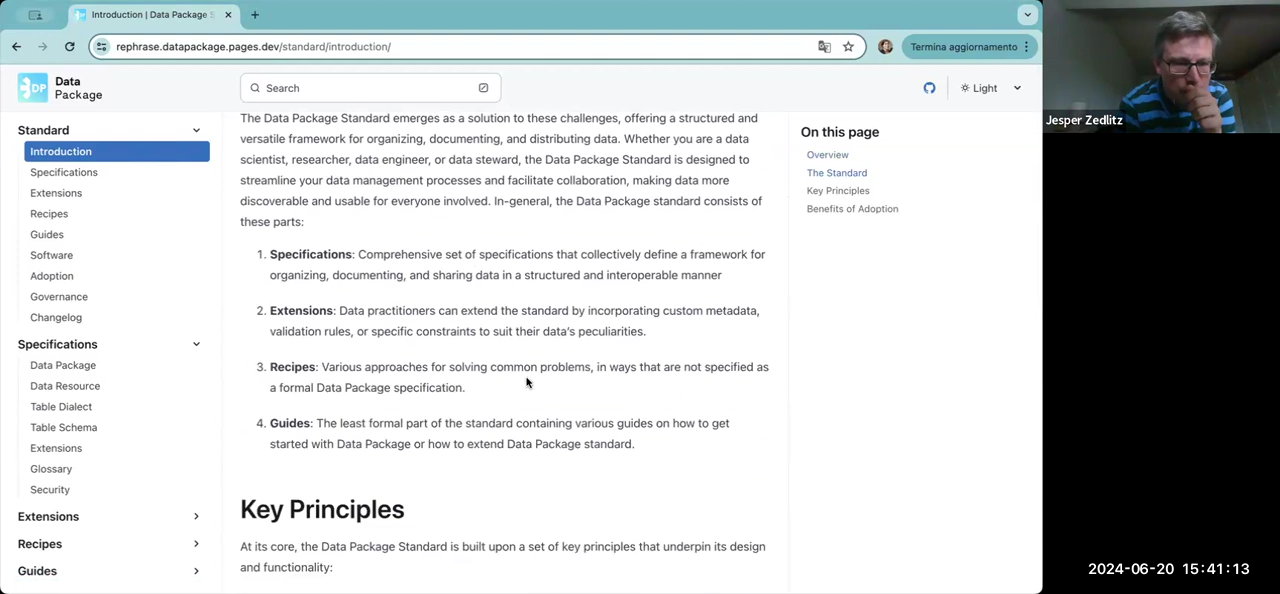 Introduction | Data Package S
rephrase.datapackage.pages.dev/standard/introduction/
Termina aggiornamento
DP
Data
Package
Search
Light
Standard
Introduction
Specifications
Extensions
Recipes
Guides
Software
Adoption
Governance
Changelog
Specifications
Data Package
Data Resource
Table Dialect
Table Schema
Extensions
Glossary
Security
Extensions
Recipes
Guides
The Data Package Standard emerges as a solution to these challenges, offering a structured and
versatile framework for organizing, documenting, and distributing data. Whether you are a data
scientist, researcher, data engineer, or data steward, the Data Package Standard is designed to
streamline your data management processes and facilitate collaboration, making data more
discoverable and usable for everyone involved. In-general, the Data Package standard consists of
these parts:
1. Specifications: Comprehensive set of specifications that collectively define a framework for
organizing, documenting, and sharing data in a structured and interoperable manner
2. Extensions: Data practitioners can extend the standard by incorporating custom metadata,
validation rules, or specific constraints to suit their data's peculiarities.
3. Recipes: Various approaches for solving common problems, in ways that are not specified as
a formal Data Package specification.
4. Guides: The least formal part of the standard containing various guides on how to get
started with Data Package or how to extend Data Package standard.
Key Principles
At its core, the Data Package Standard is built upon a set of key principles that underpin its design
and functionality:
On this page
Overview
The Standard
Key Principles
Benefits of Adoption
Jesper Zedlitz
2024-06-20 15:41:13